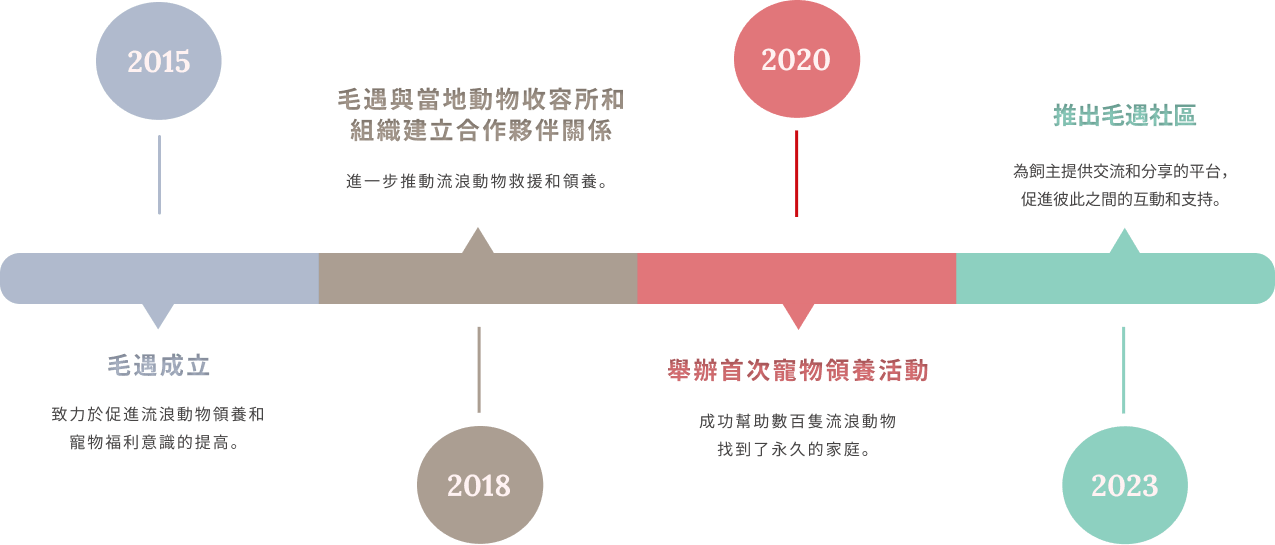 2015
毛遇成立
致力於促進流浪動物領養和
寵物福利意識的提高。
毛遇與當地動物收容所和
組織建立合作夥伴關係
進一步推動流浪動物救援和領養。
2018
2020
舉辦首次寵物領養活動
成功幫助數百隻流浪動物
找到了永久的家庭。
推出毛遇社區
為飼主提供交流和分享的平台，
促進彼此之間的互動和支持。
2023